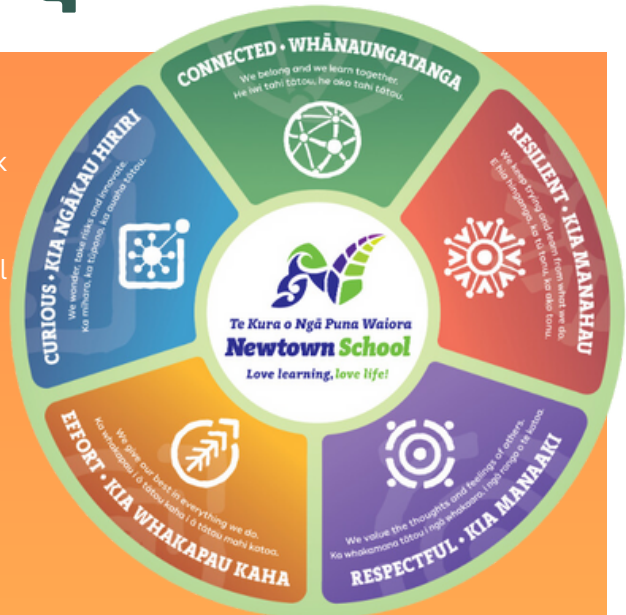 CONNECTED • WHĀNAUNGATANGA
We belong and we learn together.
He iwi tahi tātou, he ako tahi tātou.
RESILIENT • KIA MANAHAU
We keep trying and learn from what we do.
E hia hinganga, ka tū tonu, ka ako tonu.
RESPECTFUL • KIA MANAAKI
We value the thoughts and feelings of others.
Ka whakamana tātou i ngā whakaaro, i ngā rongo o te katoa.
EFFORT • KIA WHAKAPAU KAHA
We give our best in everything we do.
Ka whakapau i ō tātou kaha i ō tātou mahi katoa.
CURIOUS • KIA NGĀKAU HIRIRI
We wonder, take risks and innovate.
Ka mīharo, ka tūpono, ka auaha tātou.
Te Kura o Ngā Puna Waiora
Newtown School
Love learning, love life!